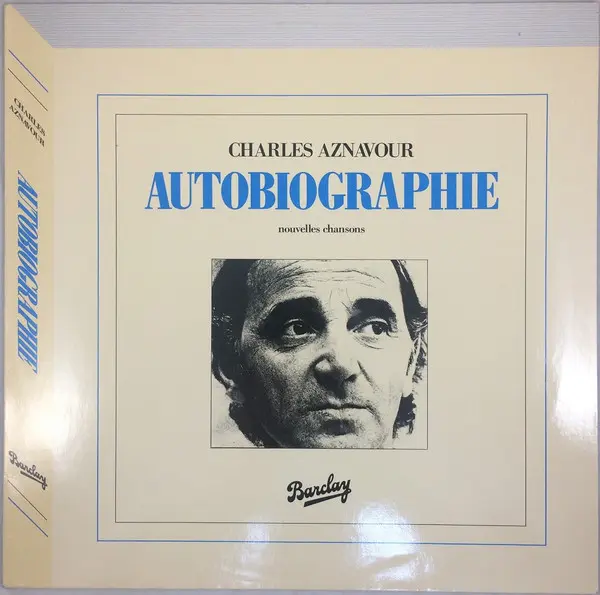 CHARLES AZNAVOUR
AUTOBIOGRAPHIE
nouvelles chansons
Barclay
CHARLES
AZNAVOUR
AUTOBIOGRAPHIE
Barclay